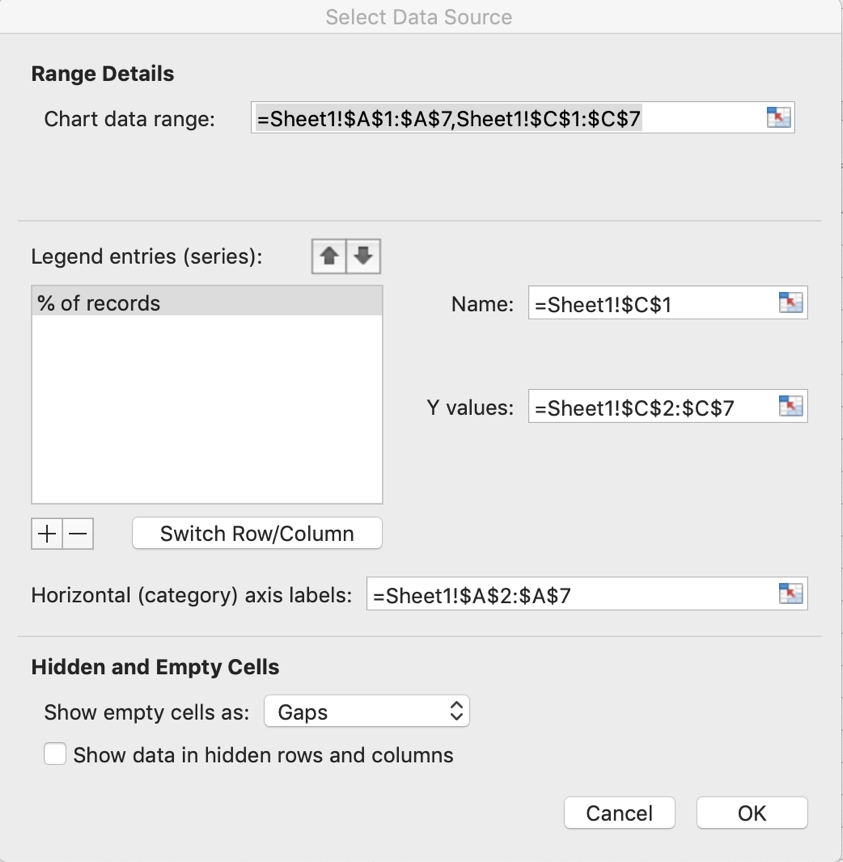 Select Data Source
Range Details
Chart data range: =Sheet1!$A$1:$A$7,Sheet1!$C$1:$C$7
Legend entries (series):
% of records
Name: =Sheet1!$C$1
Y values: =Sheet1!$C$2:$C$7
Switch Row/Column
Horizontal (category) axis labels: =Sheet1!$A$2:$A$7
Hidden and Empty Cells
Show empty cells as: Gaps
Show data in hidden rows and columns
Cancel OK